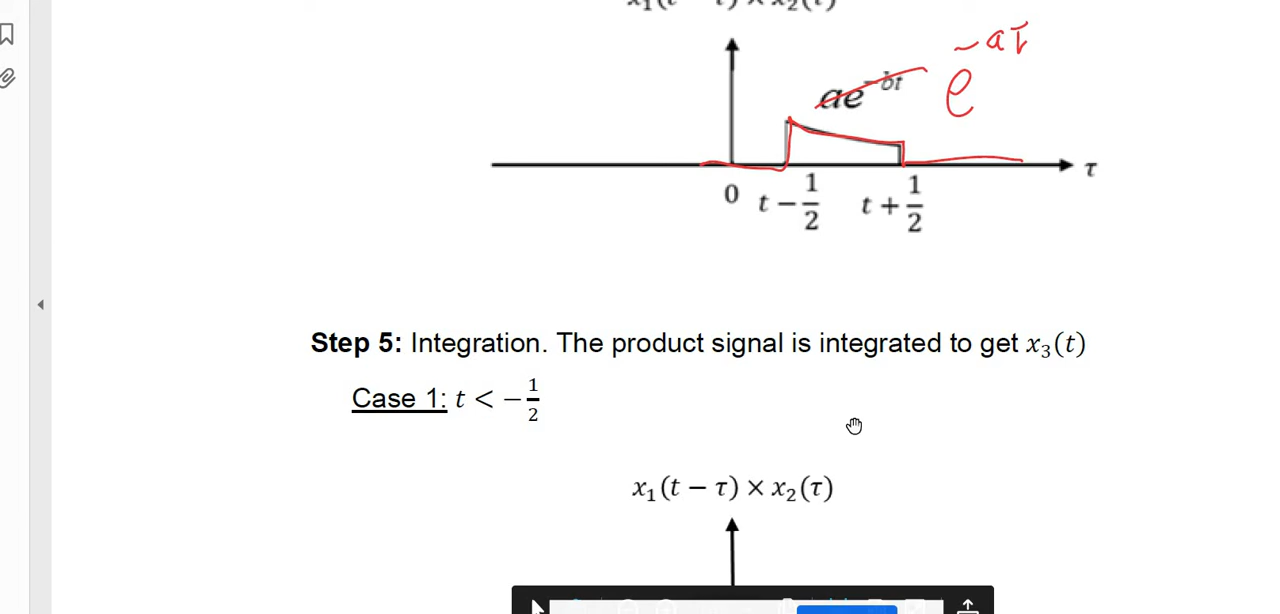 x₁(t − τ) × x₂(τ)
e^{−aτ}
ae^{−bt}
τ
0 t − 1/2 t + 1/2
Step 5: Integration. The product signal is integrated to get x₃(t)
Case 1: t < − 1/2
x₁(t − τ) × x₂(τ)